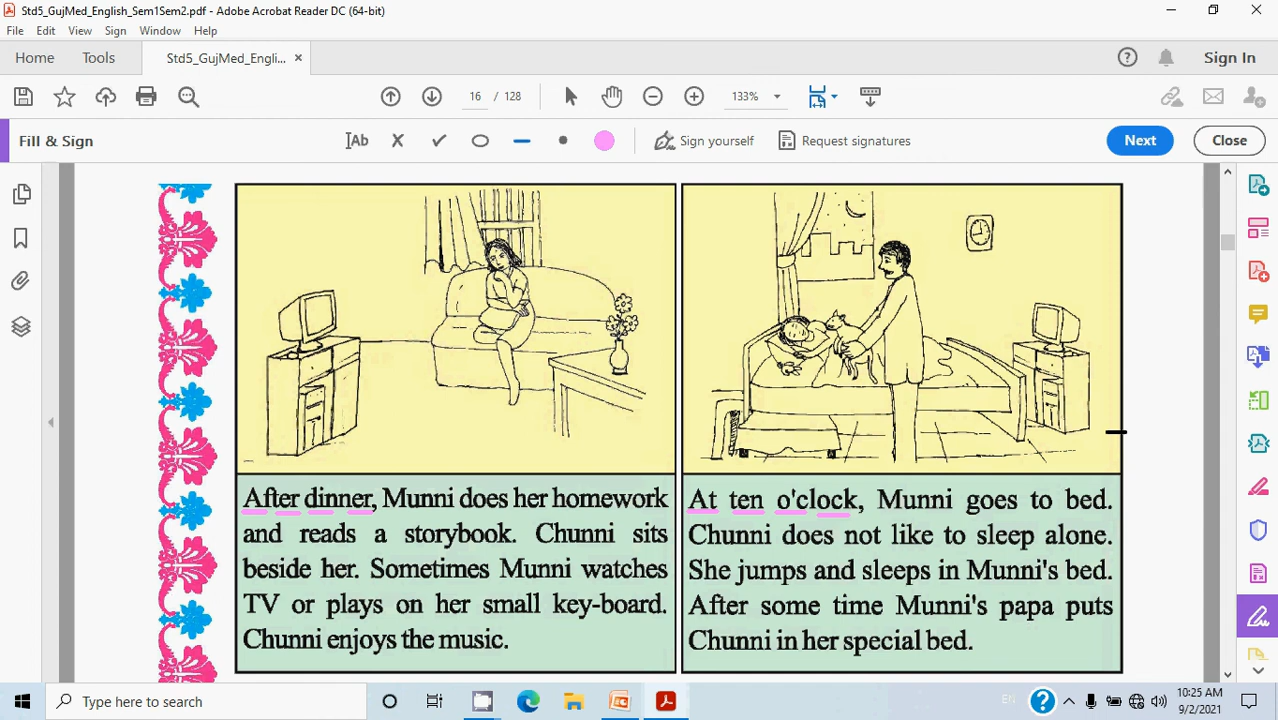 Std5_GujMed_English_Sem1Sem2.pdf - Adobe Acrobat Reader DC (64-bit)
File Edit View Sign Window Help
Home Tools Std5_GujMed_Engli... × Sign In
16 / 128 133%
Fill & Sign IAb Sign yourself Request signatures Next Close
After dinner, Munni does her homework
and reads a storybook. Chunni sits
beside her. Sometimes Munni watches
TV or plays on her small key-board.
Chunni enjoys the music.
At ten o'clock, Munni goes to bed.
Chunni does not like to sleep alone.
She jumps and sleeps in Munni's bed.
After some time Munni's papa puts
Chunni in her special bed.
Type here to search
EN
10:25 AM
9/2/2021